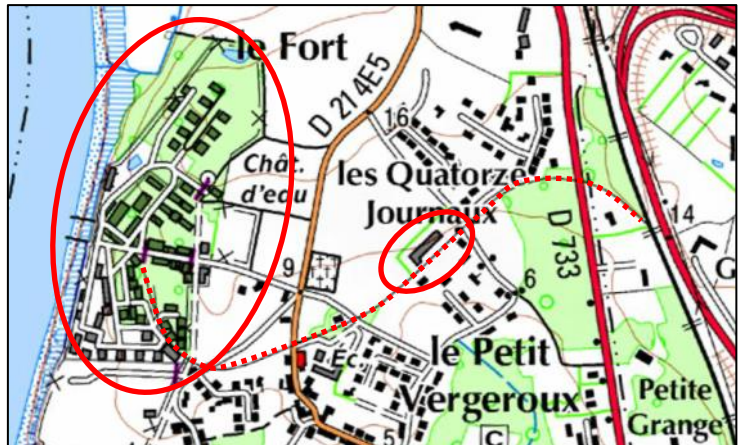 le Fort
D 214E5
16
Chât.
d'eau
les Quatorze
Journaux
14
D 733
9
6
Éc.
le Petit
Vergeroux
5
C
Petite
Grange
G